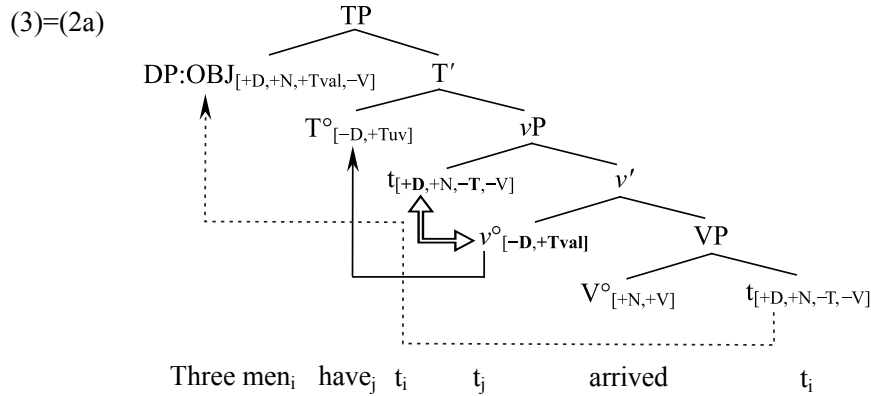 (3)=(2a)
TP
DP:OBJ[+D,+N,+Tval,−V] T′
T°[−D,+Tuv] vP
t[+D,+N,−T,−V] v′
v°[−D,+Tval] VP
V°[+N,+V] t[+D,+N,−T,−V]
Three menᵢ haveⱼ tᵢ tⱼ arrived tᵢ